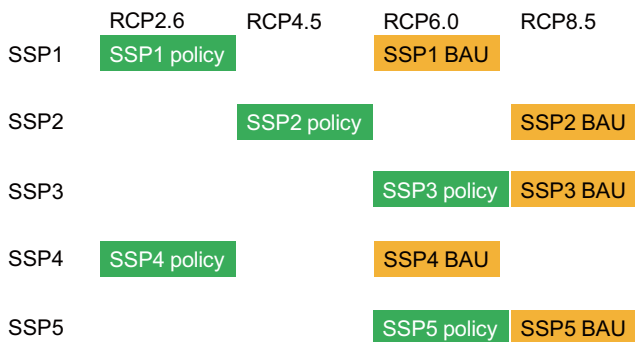 RCP2.6 RCP4.5 RCP6.0 RCP8.5
SSP1 SSP1 policy SSP1 BAU
SSP2 SSP2 policy SSP2 BAU
SSP3 SSP3 policy SSP3 BAU
SSP4 SSP4 policy SSP4 BAU
SSP5 SSP5 policy SSP5 BAU